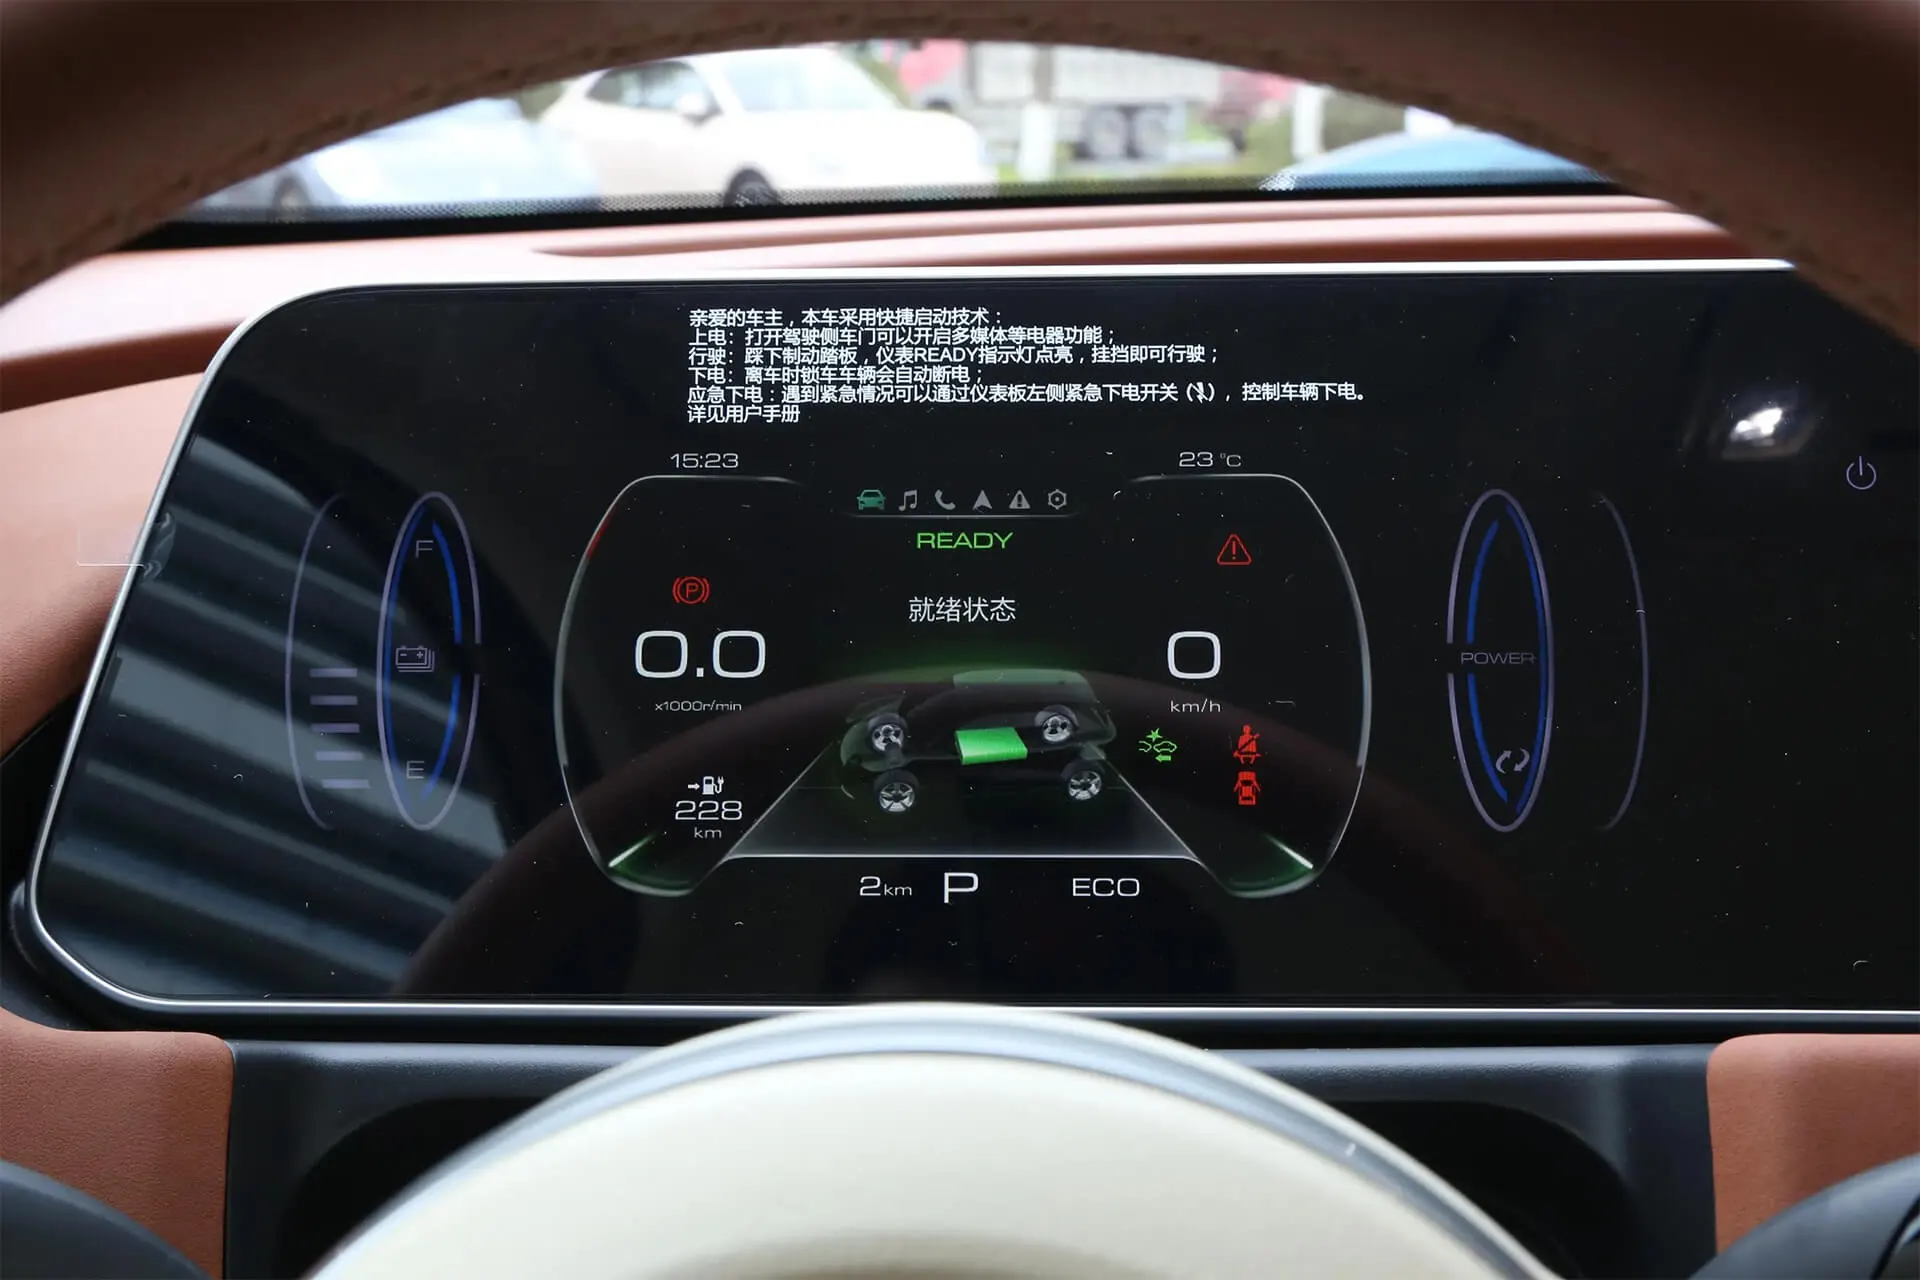 亲爱的车主，本车采用快捷启动技术：
上电：打开驾驶侧车门可以开启多媒体等电器功能；
行驶：踩下制动踏板，仪表READY指示灯点亮，挂挡即可行驶；
下电：离车时锁车车辆会自动断电；
应急下电：遇到紧急情况可以通过仪表板左侧紧急下电开关（），控制车辆下电。
详见用户手册
15:23
23 °C
READY
F
P
就绪状态
0.0
0
POWER
x1000r/min
km/h
E
228
km
2km P ECO